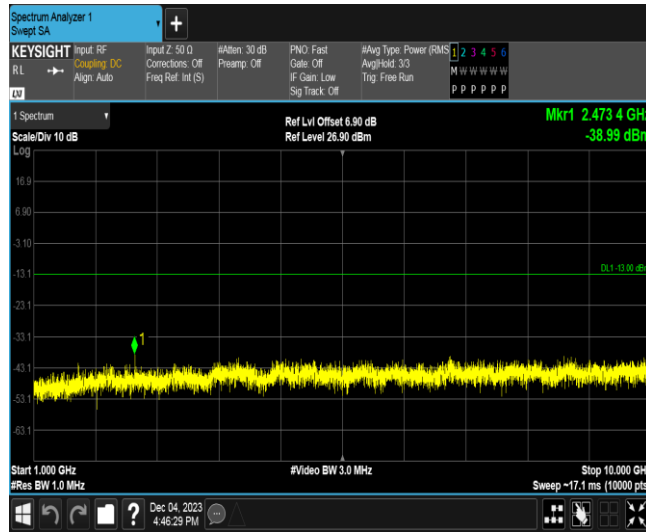 Spectrum Analyzer 1
Swept SA
KEYSIGHT Input: RF Input Z: 50 Ω #Atten: 30 dB PNO: Fast #Avg Type: Power (RMS 1 2 3 4 5 6
RL Coupling: DC Corrections: Off Preamp: Off Gate: Off Avg|Hold: 3/3 M W W W W W
Align: Auto Freq Ref: Int (S) IF Gain: Low Trig: Free Run
LXI Sig Track: Off P P P P P P
1 Spectrum Ref Lvl Offset 6.90 dB Mkr1 2.473 4 GHz
Scale/Div 10 dB Ref Level 26.90 dBm -38.99 dBm
Log
16.9
6.90
-3.10
-13.1 DL1 -13.00 dBm
-23.1
-33.1 1
-43.1
-53.1
-63.1
Start 1.000 GHz #Video BW 3.0 MHz Stop 10.000 GHz
#Res BW 1.0 MHz Sweep ~17.1 ms (10000 pts
? Dec 04, 2023
4:46:29 PM